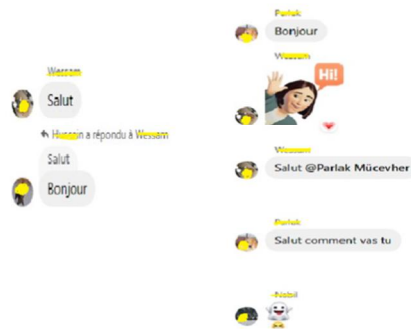 Wessam
Salut
Hussein a répondu à Wessam
Salut
Bonjour
Parlak
Bonjour
Wessam
Hi!
Wessam
Salut @Parlak Mücevher
Parlak
Salut comment vas tu
Nabil